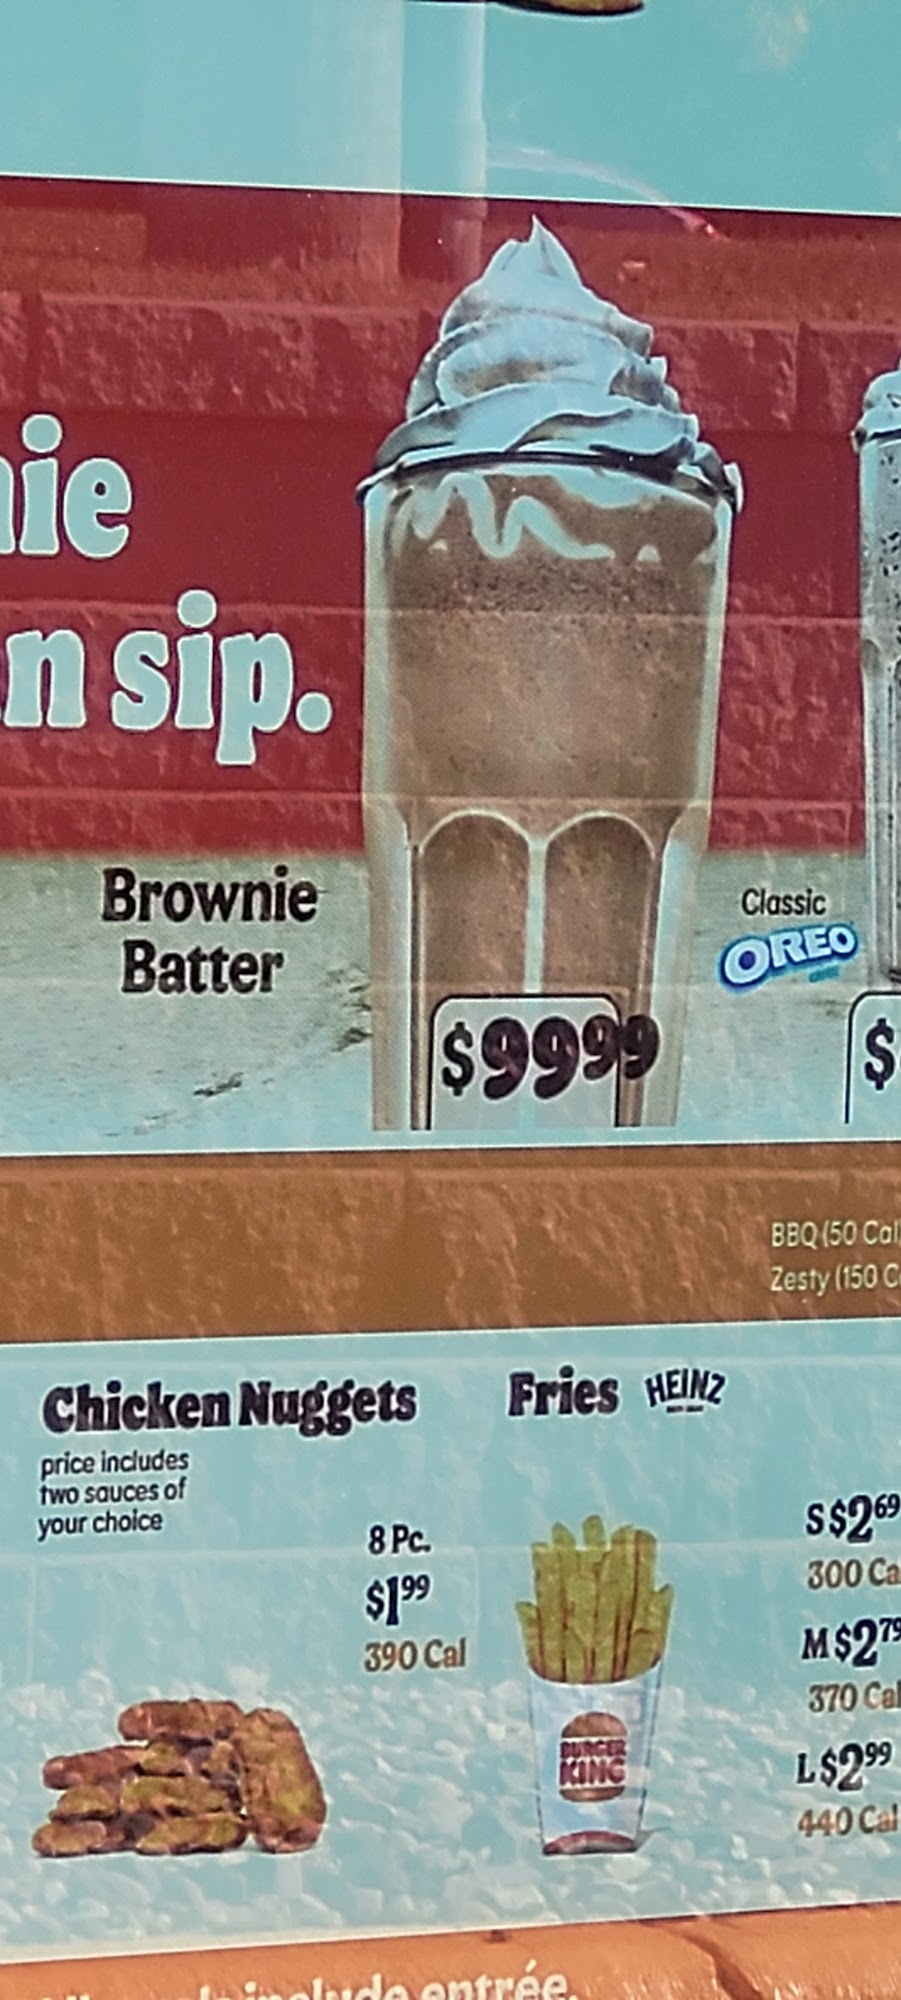 nie
n sip.
Brownie
Batter
$99⁹⁹
Classic
OREO
$
BBQ (50 Cal
Zesty (150 C
Chicken Nuggets
price includes
two sauces of
your choice
8 Pc.
$1⁹⁹
390 Cal
Fries HEINZ
S $2⁶⁹
300 Ca
M $2⁷⁹
370 Cal
L $2⁹⁹
440 Cal
BURGER
KING
include entrée,